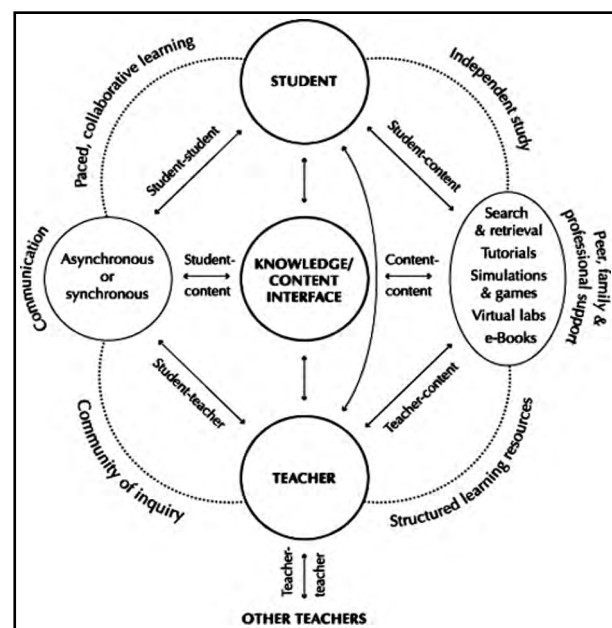 Paced, collaborative learning
STUDENT
Independent study
Student-student
Student-content
Communication
Asynchronous
or
synchronous
Student-
content
KNOWLEDGE/
CONTENT
INTERFACE
Content-
content
Search
& retrieval
Tutorials
Simulations
& games
Virtual labs
e-Books
Peer, family &
professional support
Student-teacher
Teacher-content
Community of inquiry
TEACHER
Structured learning resources
Teacher-
teacher
OTHER TEACHERS